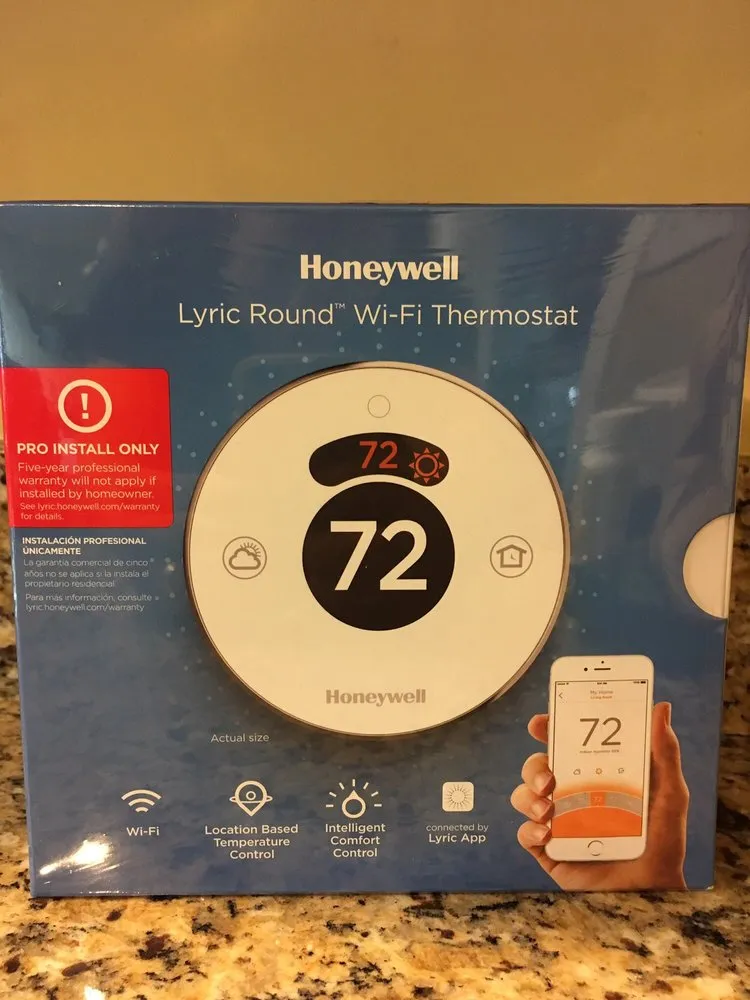 Honeywell
Lyric Round™ Wi-Fi Thermostat
!
PRO INSTALL ONLY
Five-year professional
warranty will not apply if
installed by homeowner.
See lyric.honeywell.com/warranty
for details.
INSTALACIÓN PROFESIONAL
ÚNICAMENTE
La garantía comercial de cinco
años no se aplica si la instala el
propietario residencial
Para más información, consulte
lyric.honeywell.com/warranty
72
72
Honeywell
Actual size
My Home
72
72
Wi-Fi
Location Based
Temperature
Control
Intelligent
Comfort
Control
connected by
Lyric App